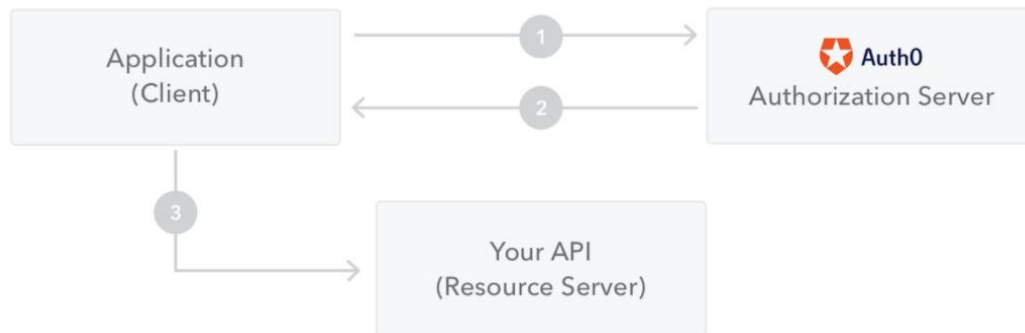 Application
(Client)
1
Auth0
Authorization Server
2
3
Your API
(Resource Server)